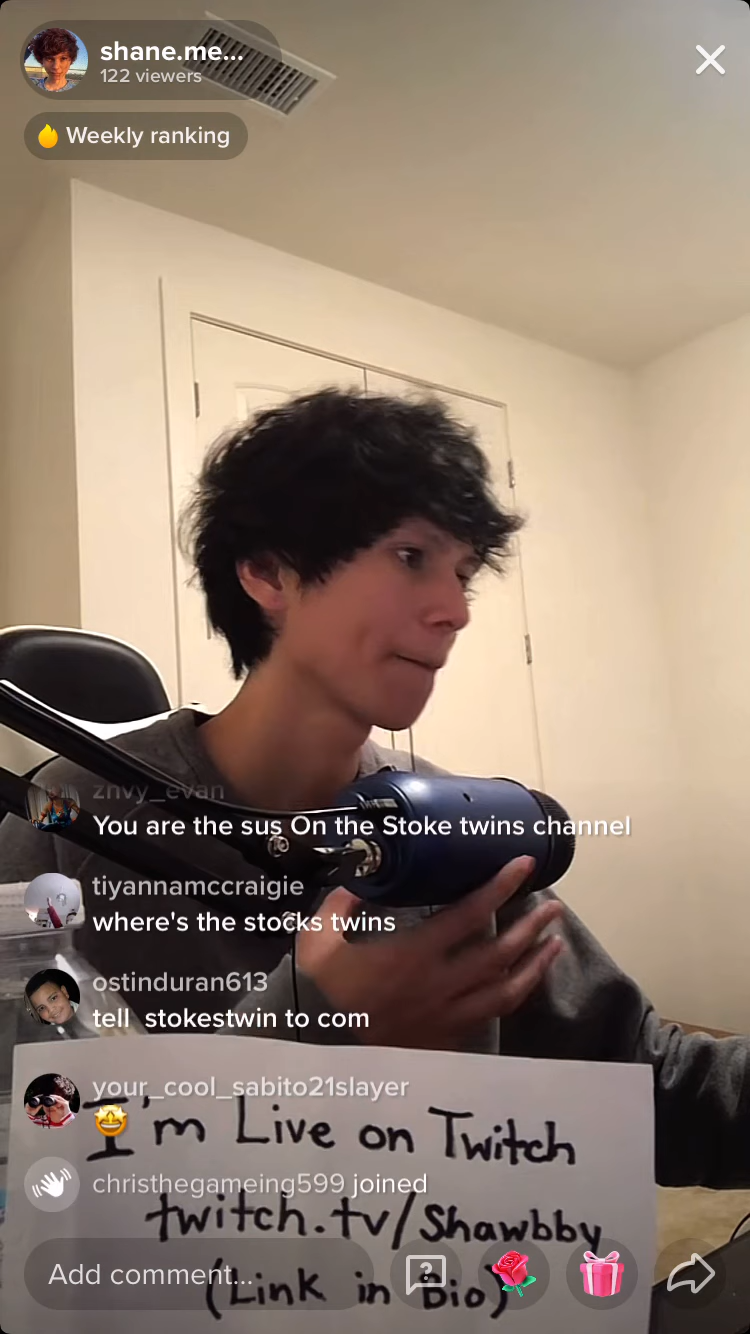 shane.me...
122 viewers
Weekly ranking
znvy_evan
You are the sus On the Stoke twins channel
tiyannamccraigie
where's the stocks twins
ostinduran613
tell stokestwin to com
your_cool_sabito21slayer
🤩
I'm Live on Twitch
christhegameing599 joined
twitch.tv/Shawbby
Add comment...
(Link in Bio)